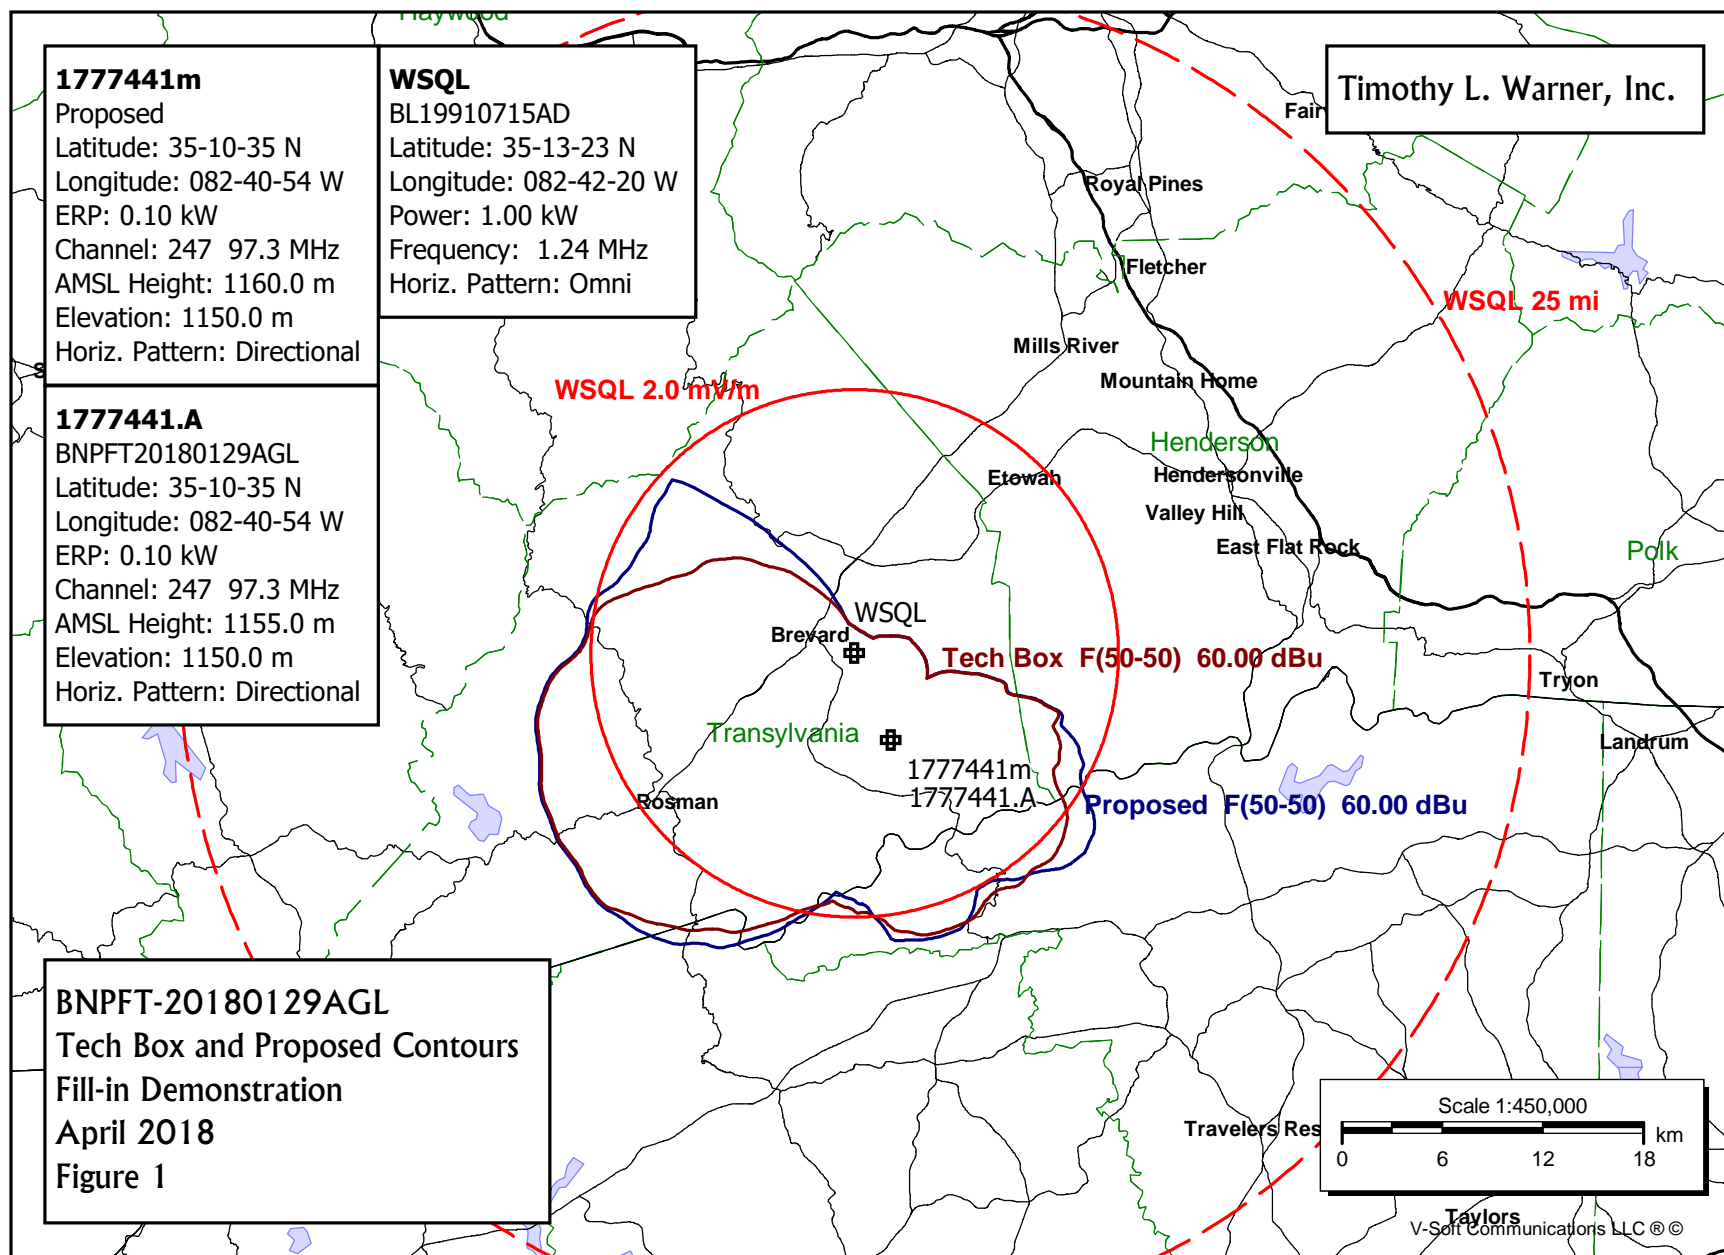 Haywood
1777441m
Proposed
Latitude: 35-10-35 N
Longitude: 082-40-54 W
ERP: 0.10 kW
Channel: 247  97.3 MHz
AMSL Height: 1160.0 m
Elevation: 1150.0 m
Horiz. Pattern: Directional
WSQL
BL19910715AD
Latitude: 35-13-23 N
Longitude: 082-42-20 W
Power: 1.00 kW
Frequency:  1.24 MHz
Horiz. Pattern: Omni
Timothy L. Warner, Inc.
Fair
Royal Pines
Fletcher
WSQL 25 mi
Mills River
Mountain Home
S
WSQL 2.0 mV/m
1777441.A
BNPFT20180129AGL
Latitude: 35-10-35 N
Longitude: 082-40-54 W
ERP: 0.10 kW
Channel: 247  97.3 MHz
AMSL Height: 1155.0 m
Elevation: 1150.0 m
Horiz. Pattern: Directional
Henderson
Etowah
Hendersonville
Valley Hill
East Flat Rock
Polk
WSQL
Brevard
Tech Box  F(50-50)  60.00 dBu
Tryon
Transylvania
Landrum
1777441m
1777441.A
Rosman
Proposed  F(50-50)  60.00 dBu
BNPFT-20180129AGL
Tech Box and Proposed Contours
Fill-in Demonstration
April 2018
Figure 1
Travelers Res
Scale 1:450,000
km
0 6 12 18
Taylors
V-Soft Communications LLC ® ©